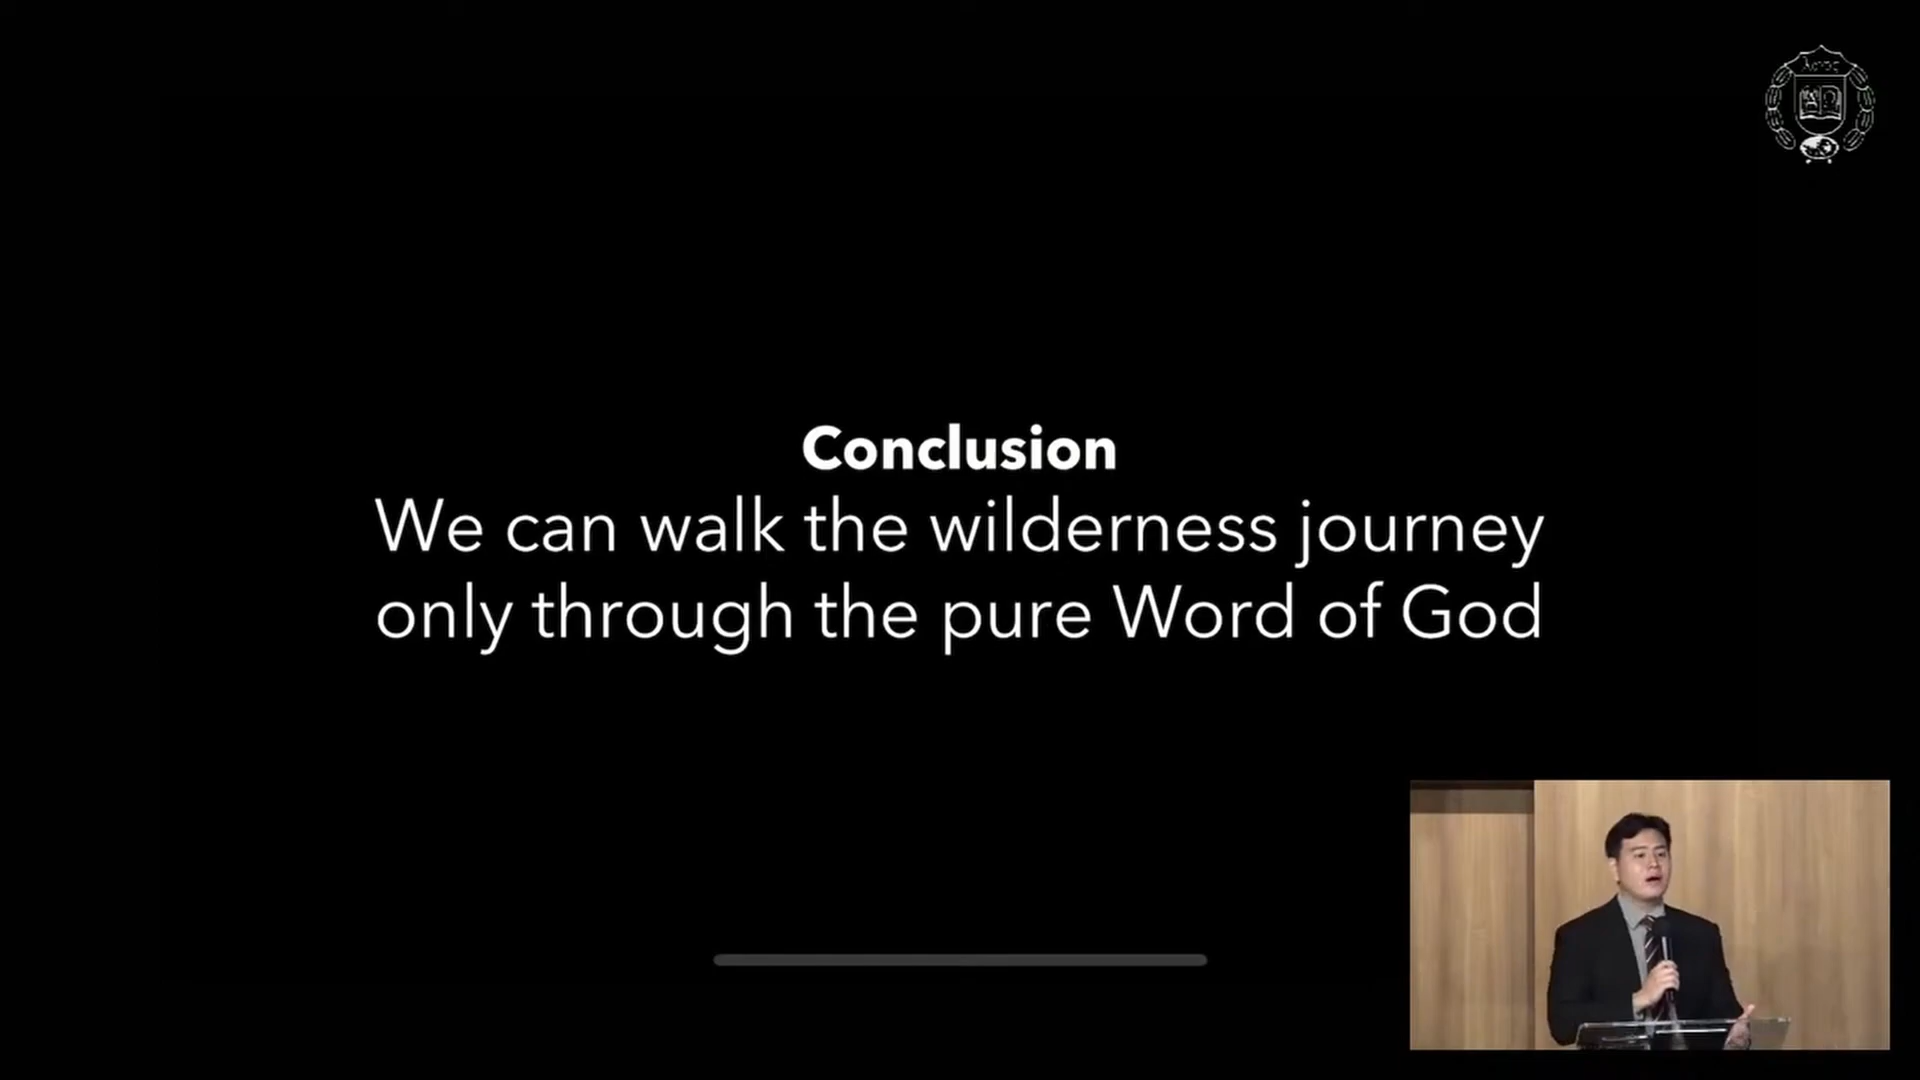 Conclusion
We can walk the wilderness journey
only through the pure Word of God